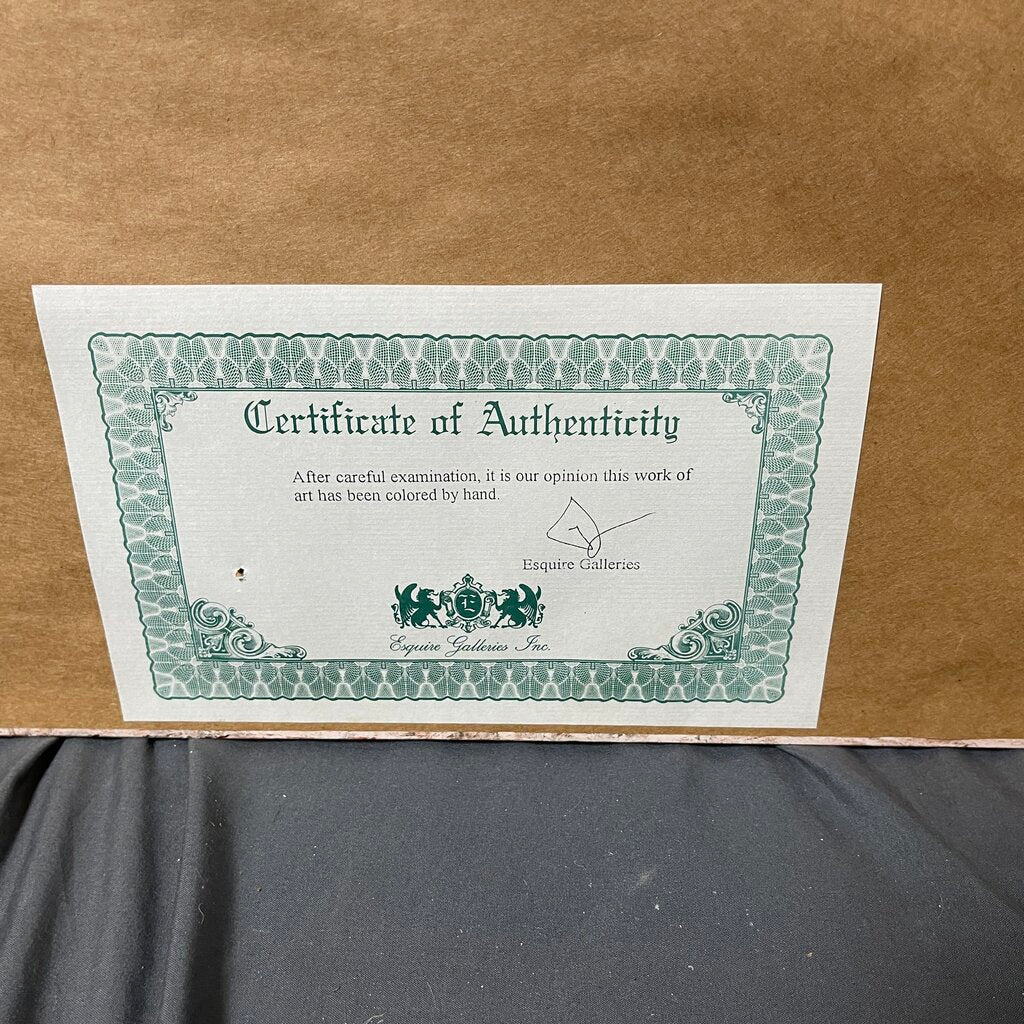 Certificate of Authenticity
After careful examination, it is our opinion this work of
art has been colored by hand.
Esquire Galleries
E
Esquire Galleries Inc.